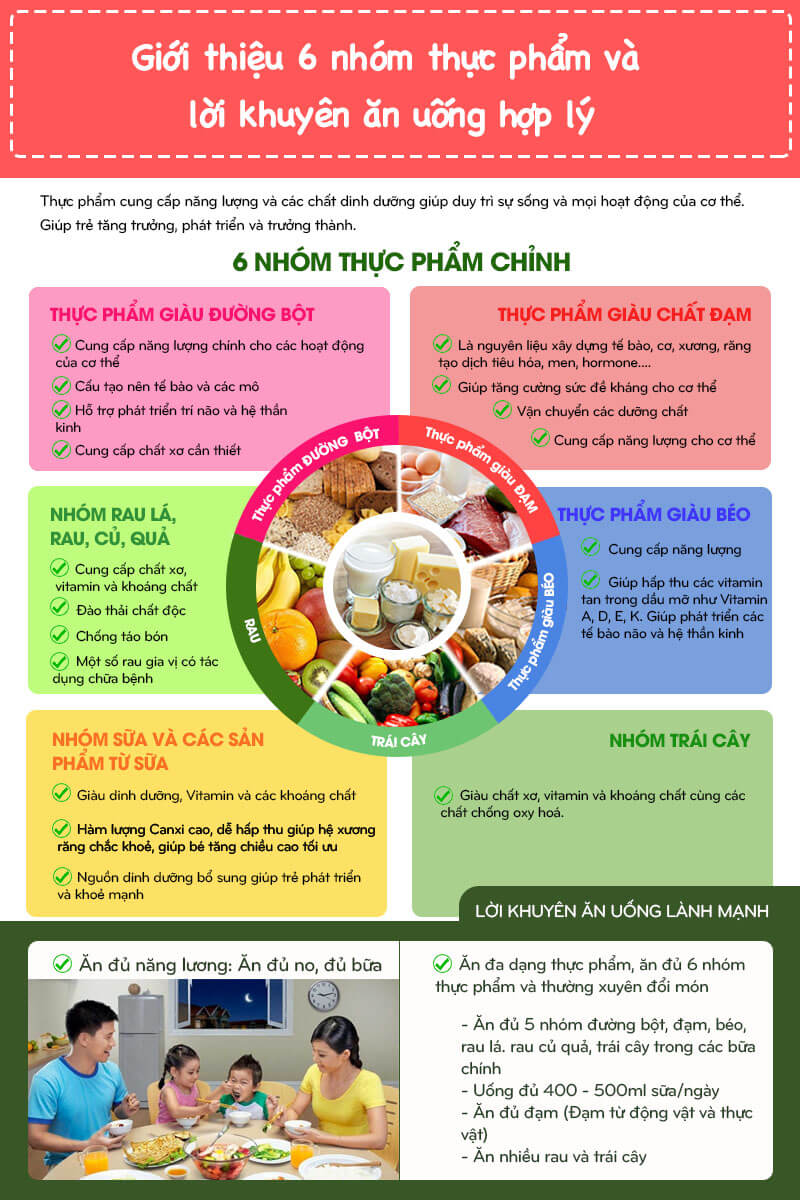 Giới thiệu 6 nhóm thực phẩm và
lời khuyên ăn uống hợp lý
Thực phẩm cung cấp năng lượng và các chất dinh dưỡng giúp duy trì sự sống và mọi hoạt động của cơ thể.
Giúp trẻ tăng trưởng, phát triển và trưởng thành.
6 NHÓM THỰC PHẨM CHỈNH
THỰC PHẨM GIÀU ĐƯỜNG BỘT
Cung cấp năng lượng chính cho các hoạt động
của cơ thể
Cấu tạo nên tế bào và các mô
Hỗ trợ phát triển trí não và hệ thần
kinh
Cung cấp chất xơ cần thiết
THỰC PHẨM GIÀU CHẤT ĐẠM
Là nguyên liệu xây dựng tế bào, cơ, xương, răng
tạo dịch tiêu hóa, men, hormone....
Giúp tăng cường sức đề kháng cho cơ thể
Vận chuyển các dưỡng chất
Cung cấp năng lượng cho cơ thể
Thực phẩm ĐƯỜNG BỘT
Thực phẩm giàu ĐẠM
Thực phẩm giàu BÉO
TRÁI CÂY
RAU
NHÓM RAU LÁ,
RAU, CỦ, QUẢ
Cung cấp chất xơ,
vitamin và khoáng chất
Đào thải chất độc
Chống táo bón
Một số rau gia vị có tác
dụng chữa bệnh
THỰC PHẨM GIÀU BÉO
Cung cấp năng lượng
Giúp hấp thu các vitamin
tan trong dầu mỡ như Vitamin
A, D, E, K. Giúp phát triển các
tế bào não và hệ thần kinh
NHÓM SỮA VÀ CÁC SẢN
PHẨM TỪ SỮA
Giàu dinh dưỡng, Vitamin và các khoáng chất
Hàm lượng Canxi cao, dễ hấp thu giúp hệ xương
răng chắc khoẻ, giúp bé tăng chiều cao tối ưu
Nguồn dinh dưỡng bổ sung giúp trẻ phát triển
và khoẻ mạnh
NHÓM TRÁI CÂY
Giàu chất xơ, vitamin và khoáng chất cùng các
chất chống oxy hoá.
LỜI KHUYÊN ĂN UỐNG LÀNH MẠNH
Ăn đủ năng lương: Ăn đủ no, đủ bữa
Ăn đa dạng thực phẩm, ăn đủ 6 nhóm
thực phẩm và thường xuyên đổi món
- Ăn đủ 5 nhóm đường bột, đạm, béo,
rau lá. rau củ quả, trái cây trong các bữa
chính
- Uống đủ 400 - 500ml sữa/ngày
- Ăn đủ đạm (Đạm từ động vật và thực
vật)
- Ăn nhiều rau và trái cây